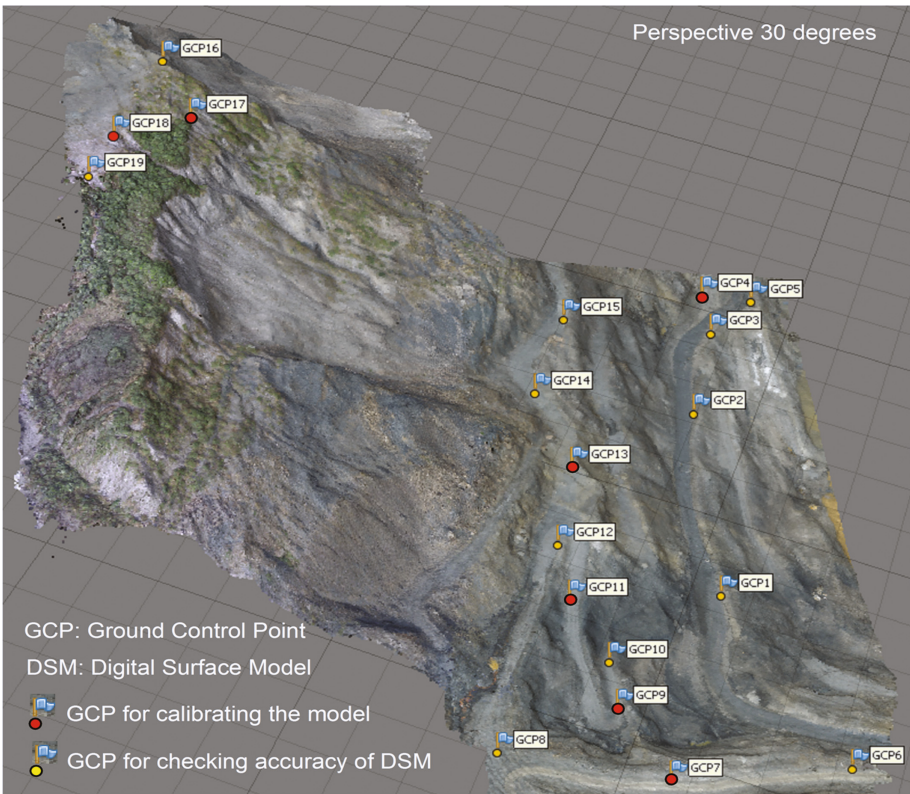 Perspective 30 degrees
GCP16
GCP17
GCP18
GCP19
GCP4
GCP5
GCP15
GCP3
GCP14
GCP2
GCP13
GCP12
GCP1
GCP11
GCP: Ground Control Point
GCP10
DSM: Digital Surface Model
GCP9
GCP for calibrating the model
GCP8
GCP6
GCP for checking accuracy of DSM
GCP7